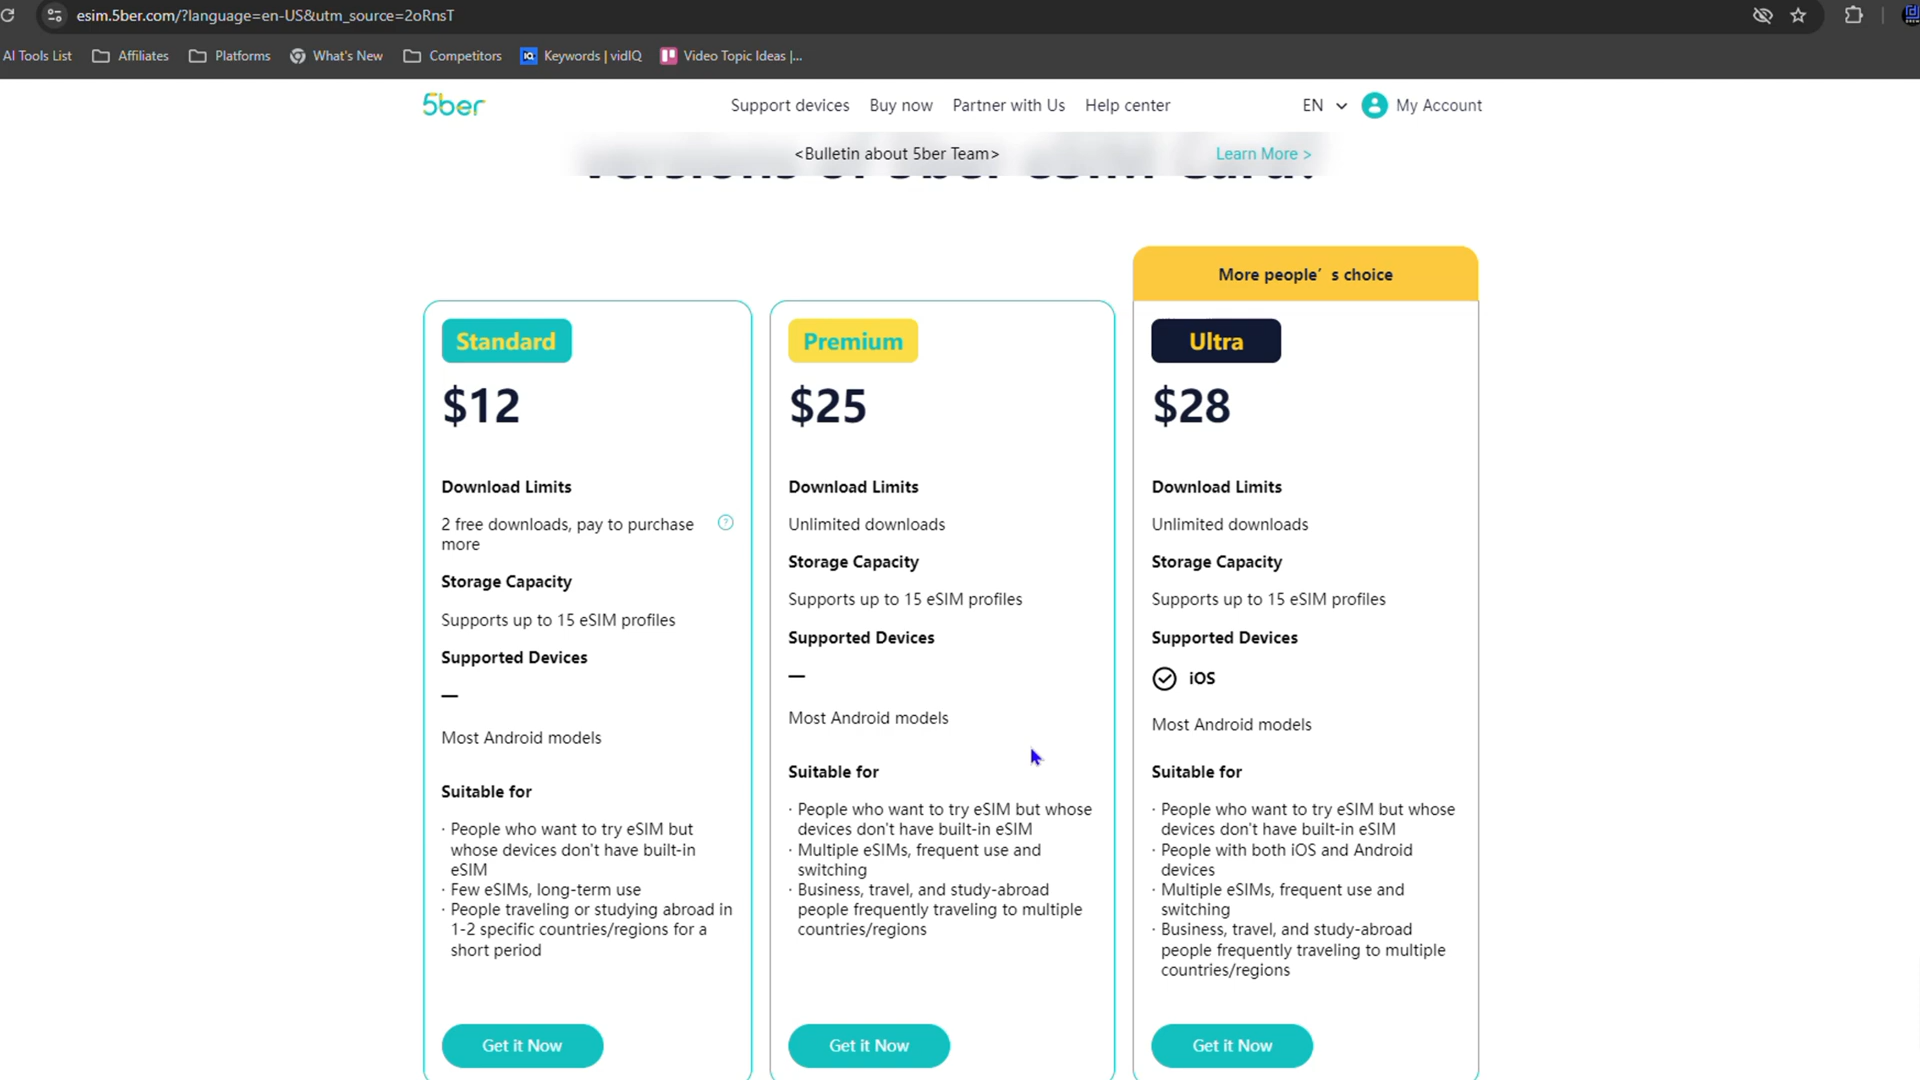 esim.5ber.com/?language=en-US&utm_source=2oRnsT
AI Tools List
Affiliates
Platforms
What's New
Competitors
Keywords | vidIQ
Video Topic Ideas |...
5ber
Support devices
Buy now
Partner with Us
Help center
EN
My Account
<Bulletin about 5ber Team>
Learn More >
versions of 5ber eSIM Card?
More people’ s choice
Standard
$12
Download Limits
2 free downloads, pay to purchase
more
?
Storage Capacity
Supports up to 15 eSIM profiles
Supported Devices
—
Most Android models
Suitable for
· People who want to try eSIM but
whose devices don't have built-in
eSIM
· Few eSIMs, long-term use
· People traveling or studying abroad in
1-2 specific countries/regions for a
short period
Get it Now
Premium
$25
Download Limits
Unlimited downloads
Storage Capacity
Supports up to 15 eSIM profiles
Supported Devices
—
Most Android models
Suitable for
· People who want to try eSIM but whose
devices don't have built-in eSIM
· Multiple eSIMs, frequent use and
switching
· Business, travel, and study-abroad
people frequently traveling to multiple
countries/regions
Get it Now
Ultra
$28
Download Limits
Unlimited downloads
Storage Capacity
Supports up to 15 eSIM profiles
Supported Devices
iOS
Most Android models
Suitable for
· People who want to try eSIM but whose
devices don't have built-in eSIM
· People with both iOS and Android
devices
· Multiple eSIMs, frequent use and
switching
· Business, travel, and study-abroad
people frequently traveling to multiple
countries/regions
Get it Now